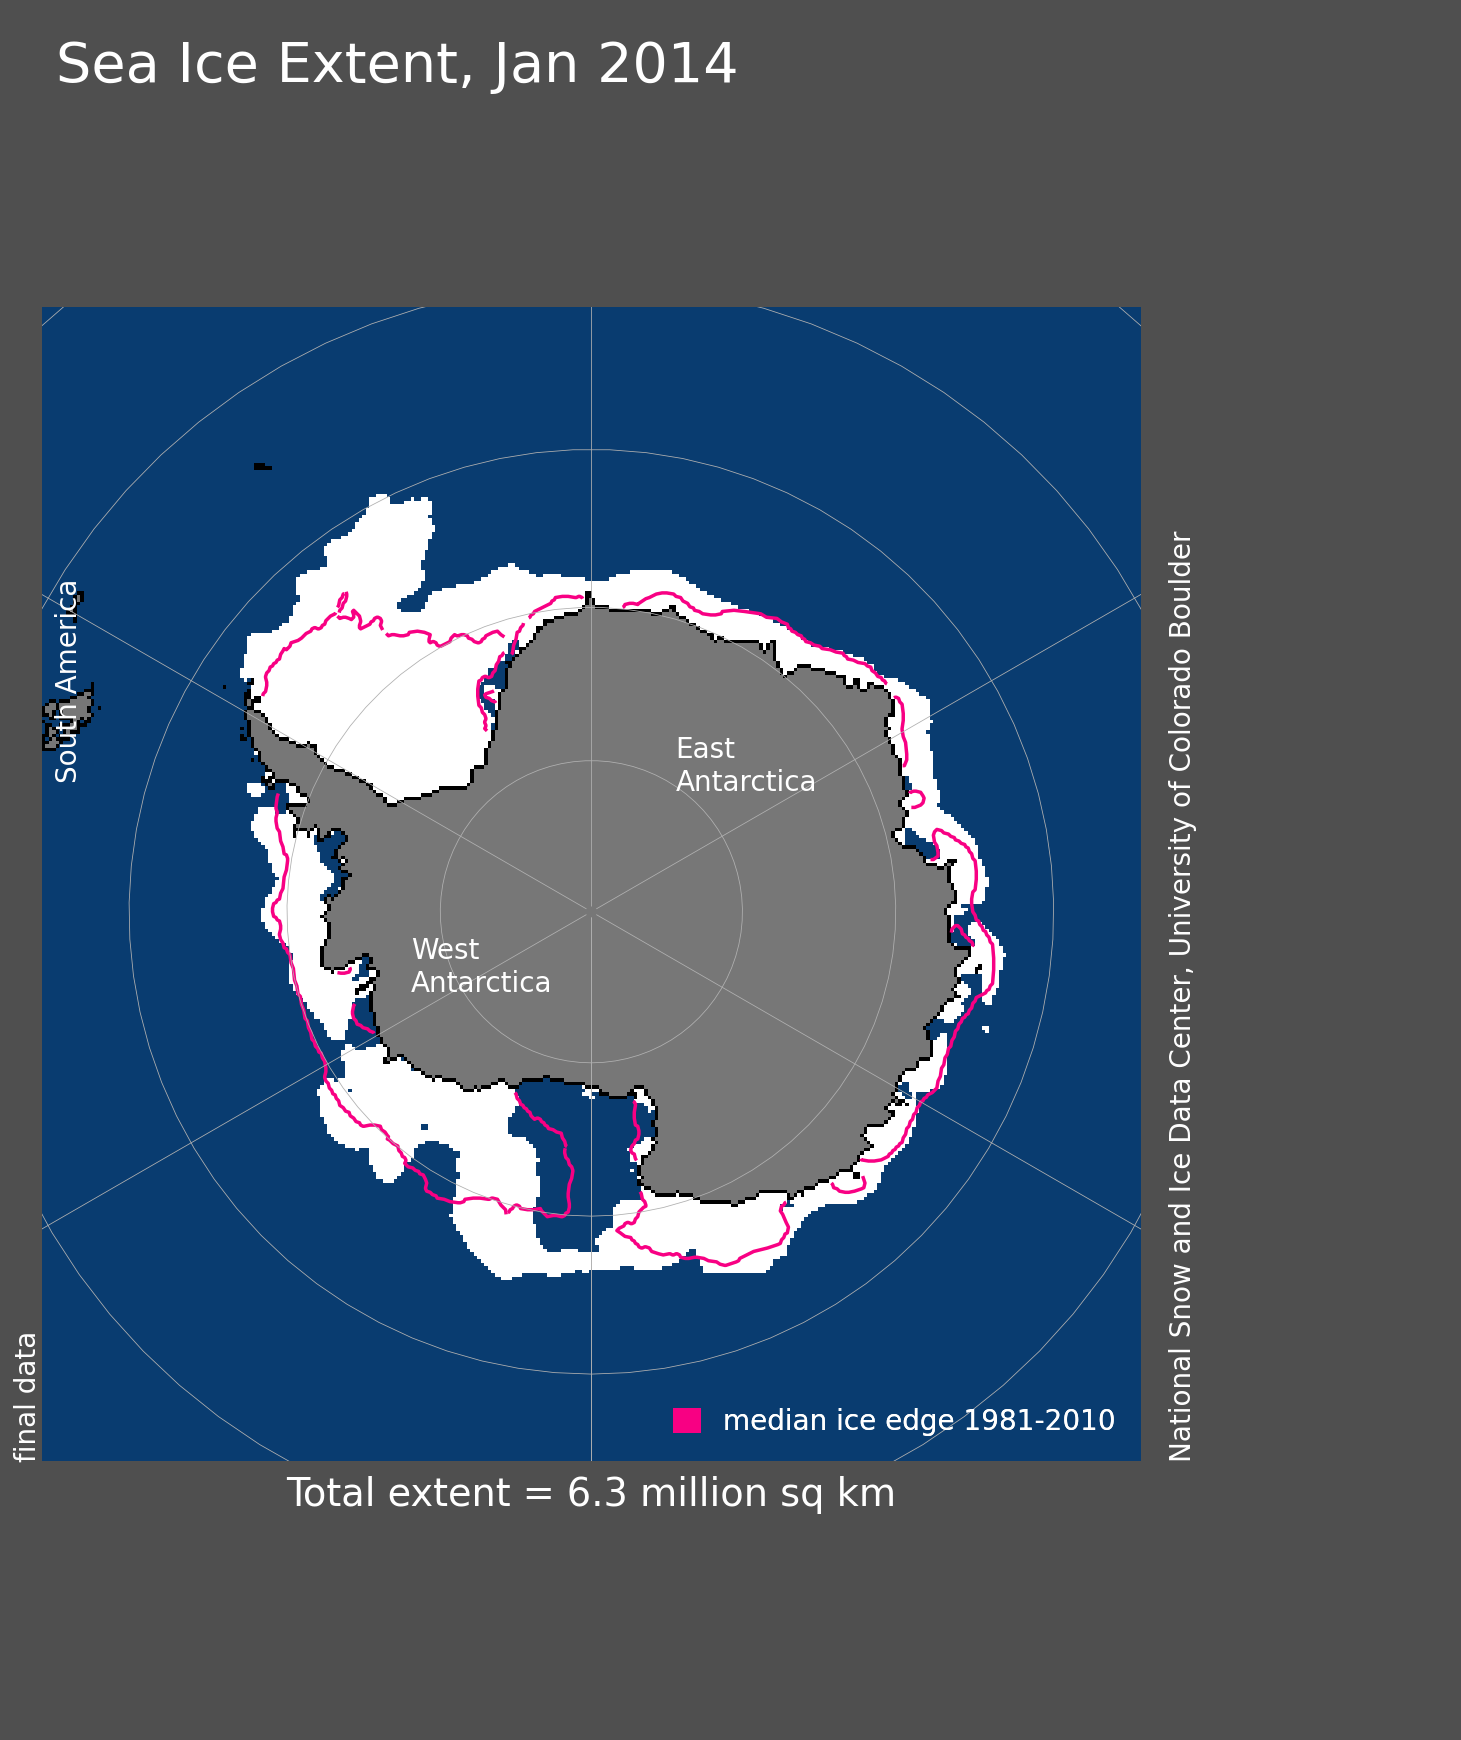 Sea Ice Extent, Jan 2014
South America
East
Antarctica
West
Antarctica
National Snow and Ice Data Center, University of Colorado Boulder
final data
median ice edge 1981-2010
Total extent = 6.3 million sq km